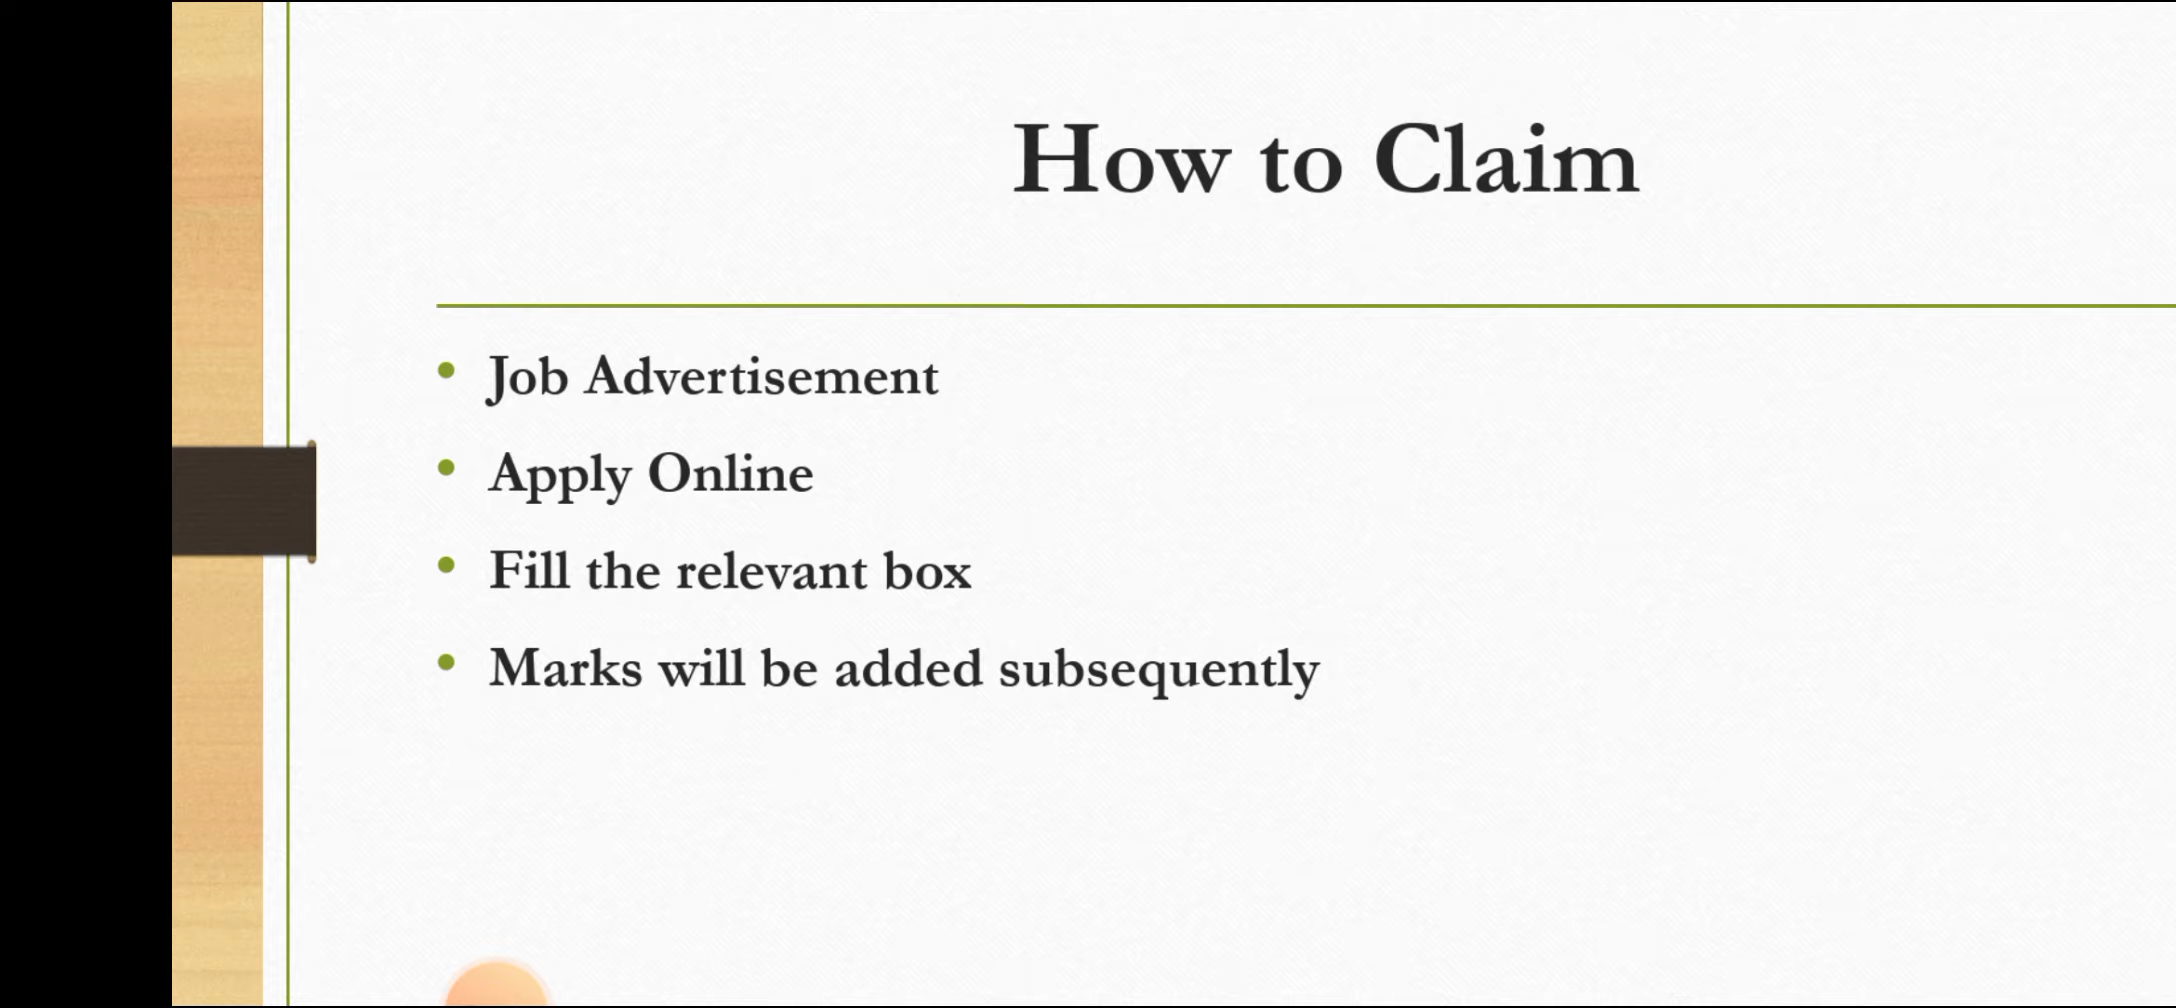 How to Claim
Job Advertisement
Apply Online
Fill the relevant box
Marks will be added subsequently